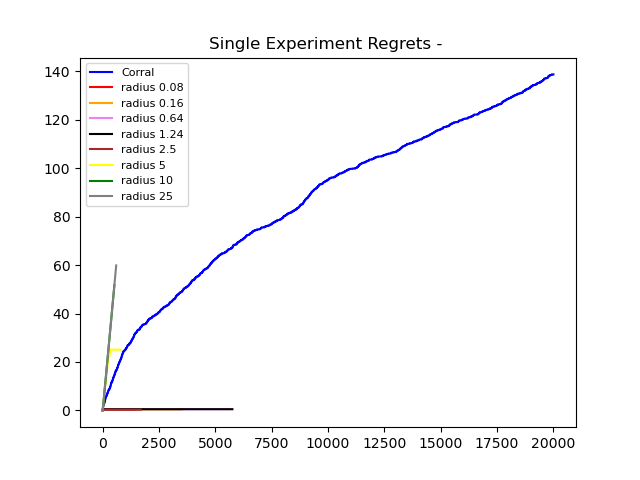 Single Experiment Regrets -
140
120
100
80
60
40
20
0
Corral
radius 0.08
radius 0.16
radius 0.64
radius 1.24
radius 2.5
radius 5
radius 10
radius 25
0 2500 5000 7500 10000 12500 15000 17500 20000